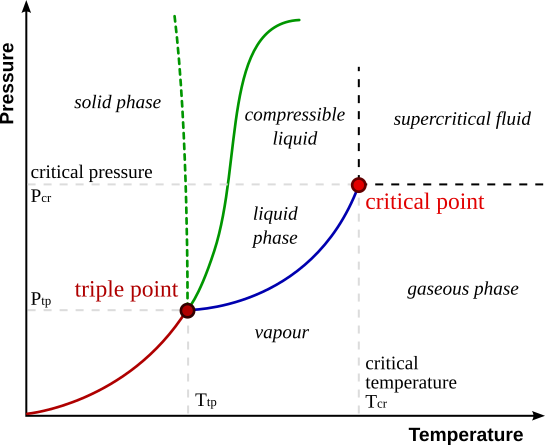 Pressure
solid phase
compressible
liquid
supercritical fluid
critical pressure
Pcr
critical point
liquid
phase
triple point
Ptp
gaseous phase
vapour
critical
temperature
Tcr
Ttp
Temperature